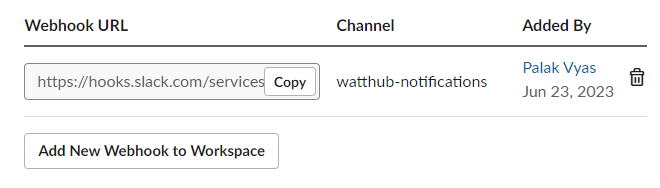 Webhook URL Channel Added By
https://hooks.slack.com/services Copy watthub-notifications Palak Vyas
Jun 23, 2023
Add New Webhook to Workspace